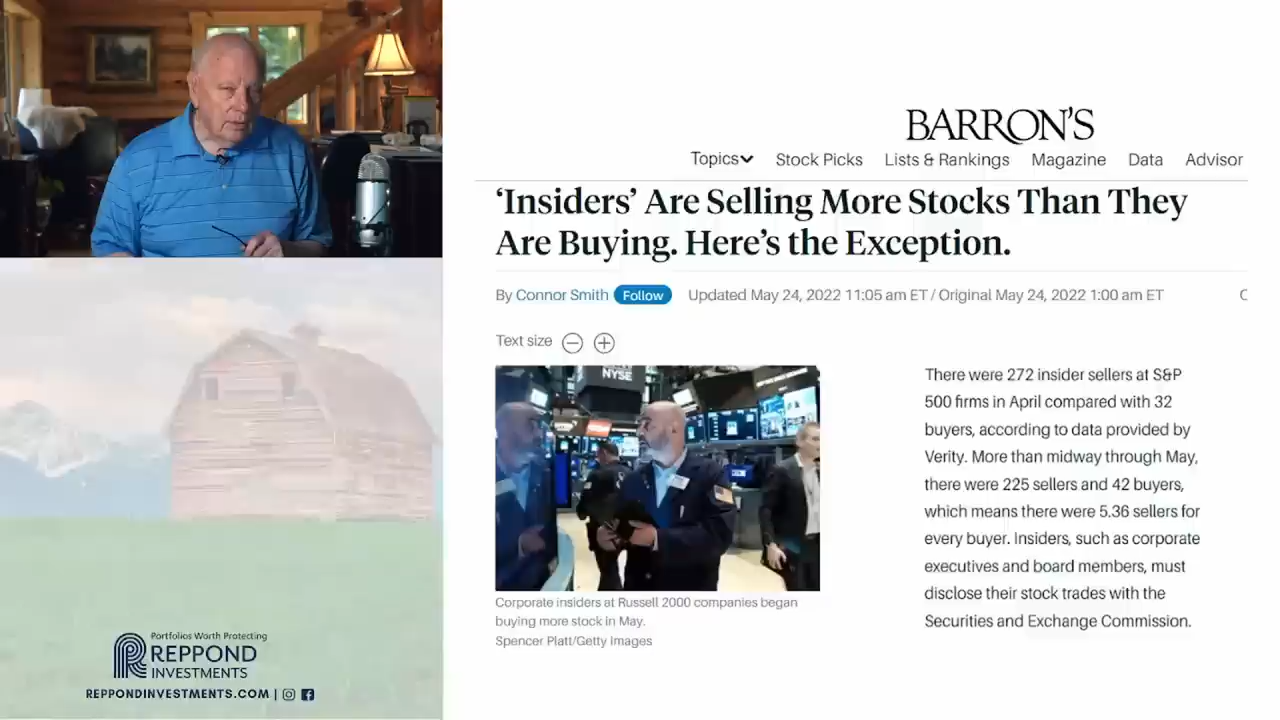 BARRON'S
Topics Stock Picks Lists & Rankings Magazine Data Advisor
‘Insiders’ Are Selling More Stocks Than They
Are Buying. Here’s the Exception.
By Connor Smith Follow Updated May 24, 2022 11:05 am ET / Original May 24, 2022 1:00 am ET
Text size
NYSE
Corporate insiders at Russell 2000 companies began
buying more stock in May.
Spencer Platt/Getty Images
There were 272 insider sellers at S&P
500 firms in April compared with 32
buyers, according to data provided by
Verity. More than midway through May,
there were 225 sellers and 42 buyers,
which means there were 5.36 sellers for
every buyer. Insiders, such as corporate
executives and board members, must
disclose their stock trades with the
Securities and Exchange Commission.
Portfolios Worth Protecting
REPPOND
INVESTMENTS
REPPONDINVESTMENTS.COM |